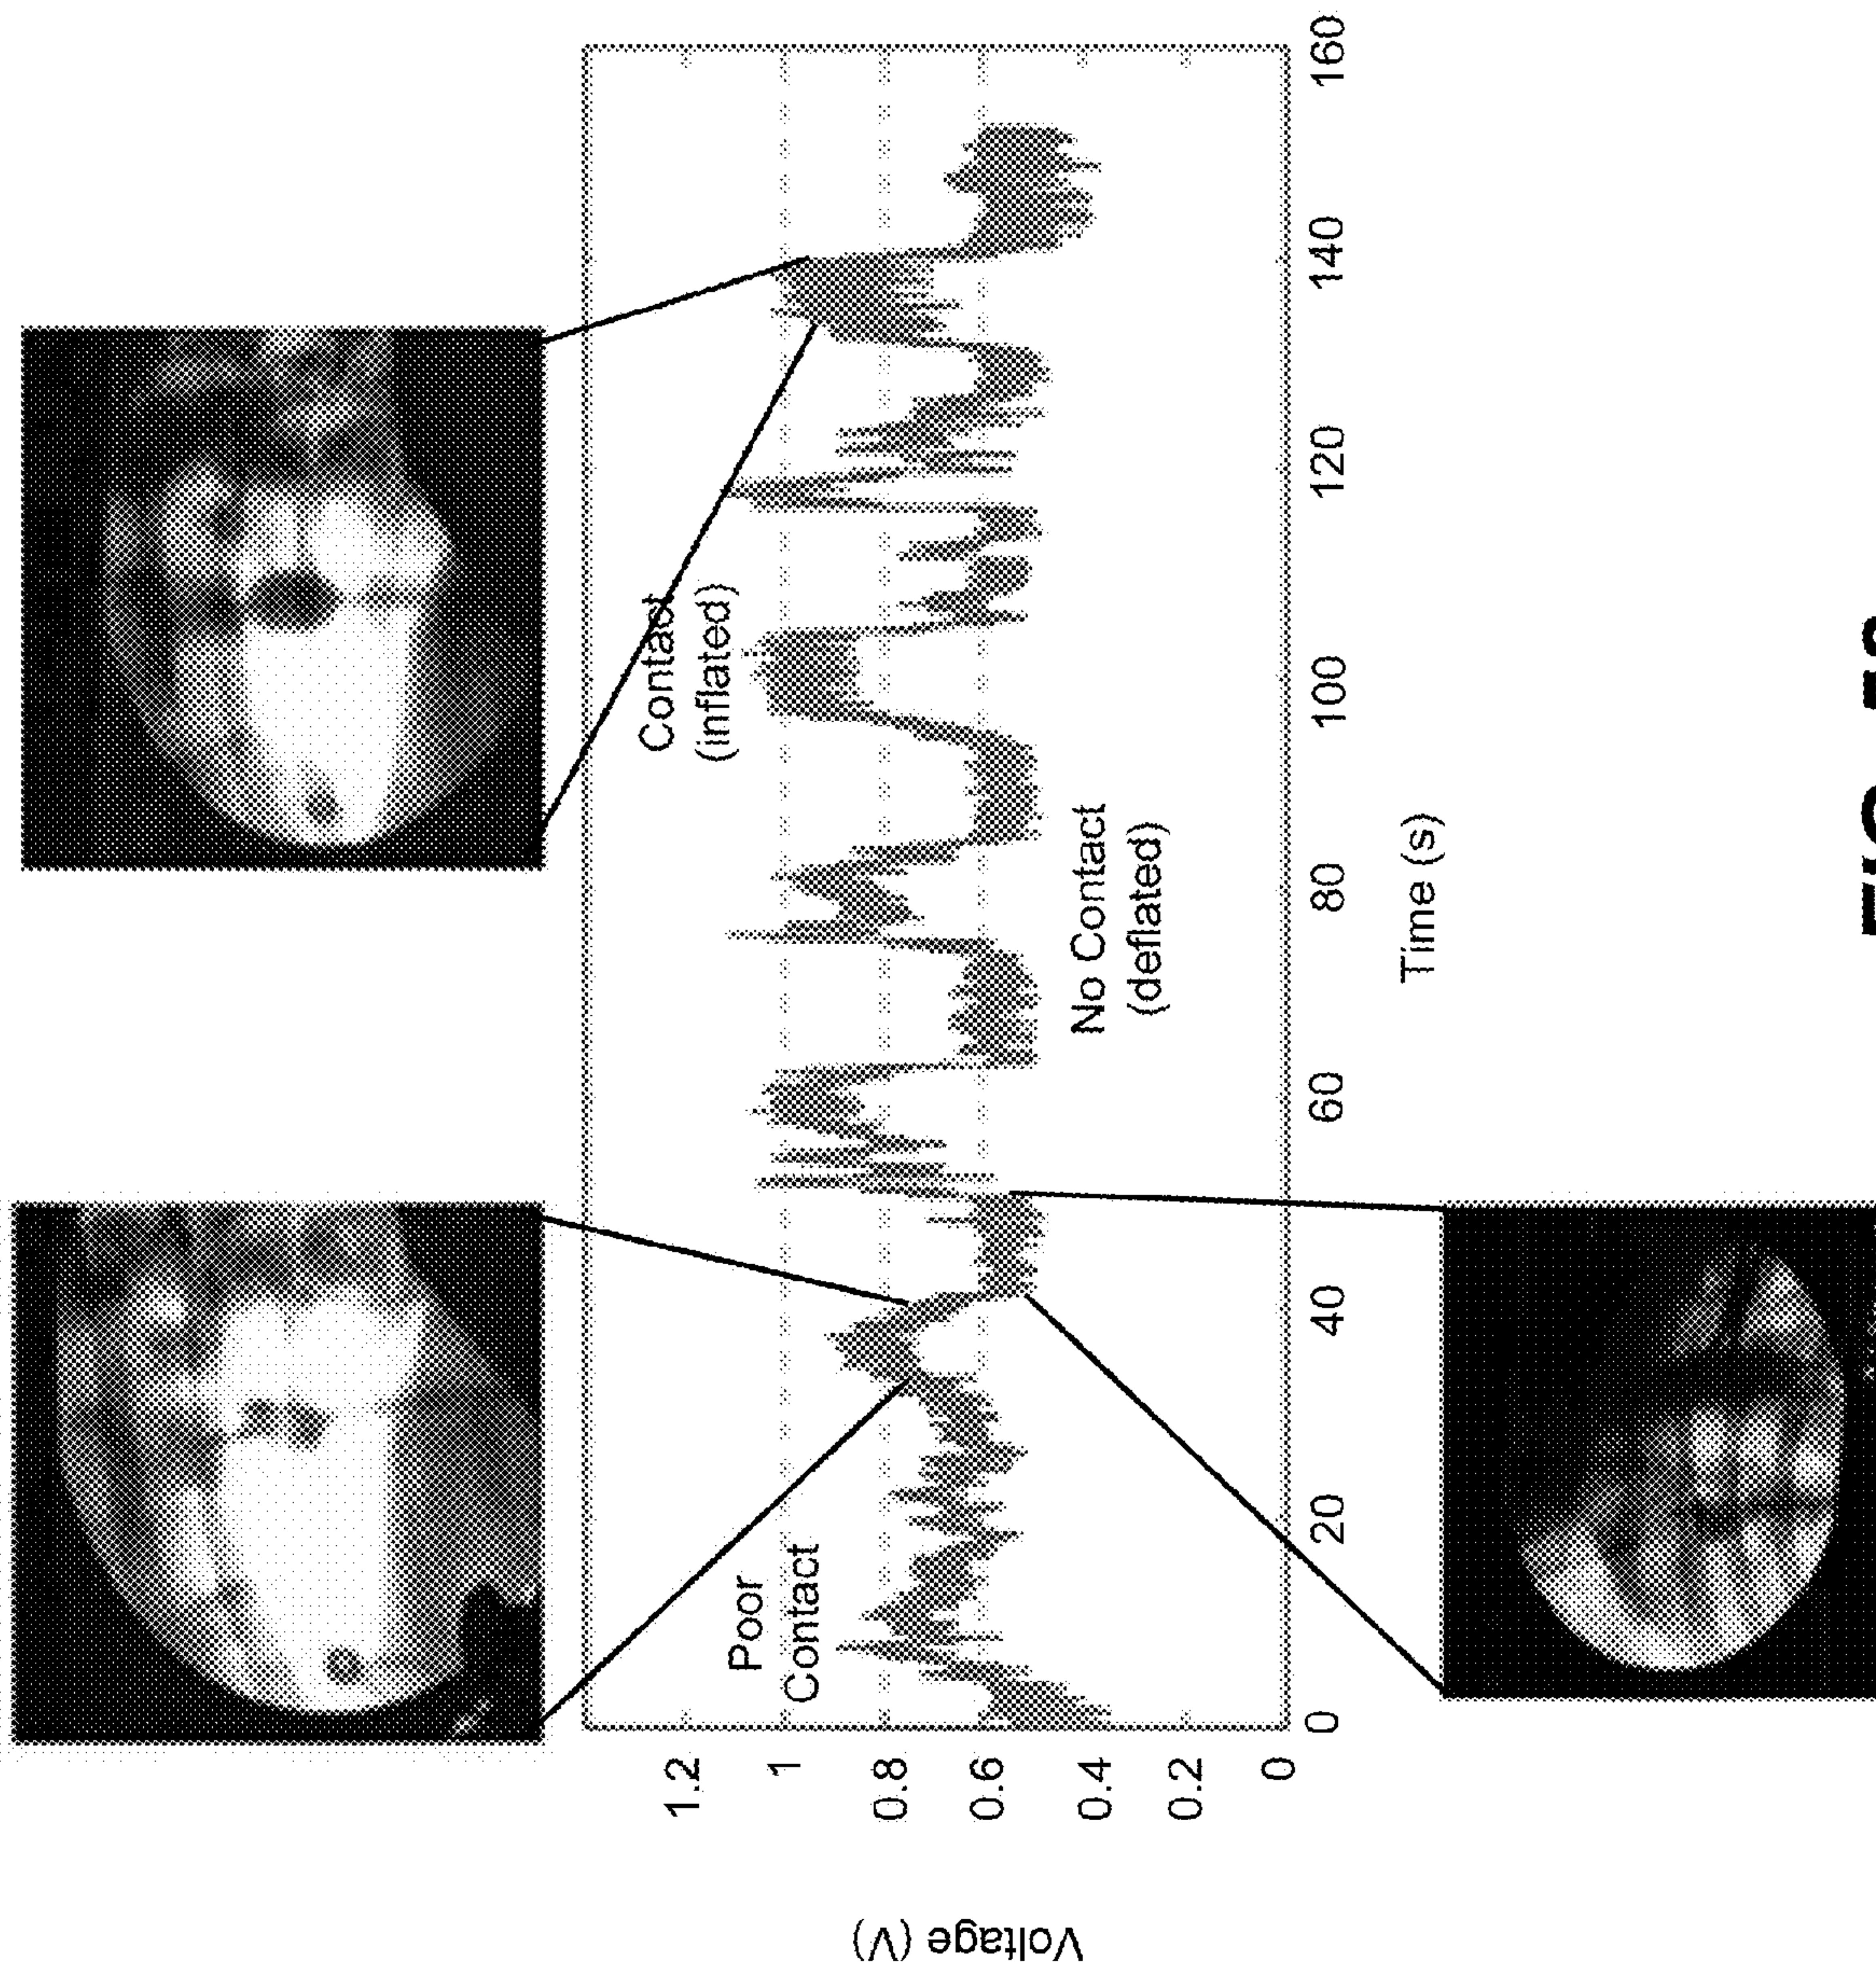 Contact
(inflated)
Poor
Contact
No Contact
(deflated)
Voltage (V)
1.2
1
0.8
0.6
0.4
0.2
0
0
20
40
60
80
100
120
140
160
Time (s)